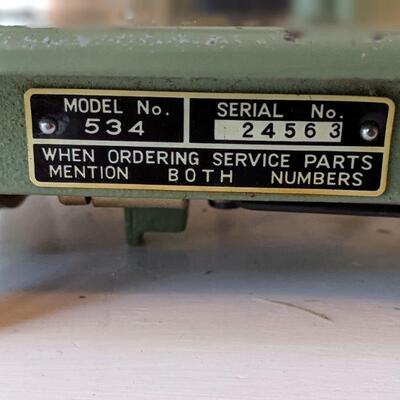 MODEL No. SERIAL No.
534 24563
WHEN ORDERING SERVICE PARTS
MENTION BOTH NUMBERS